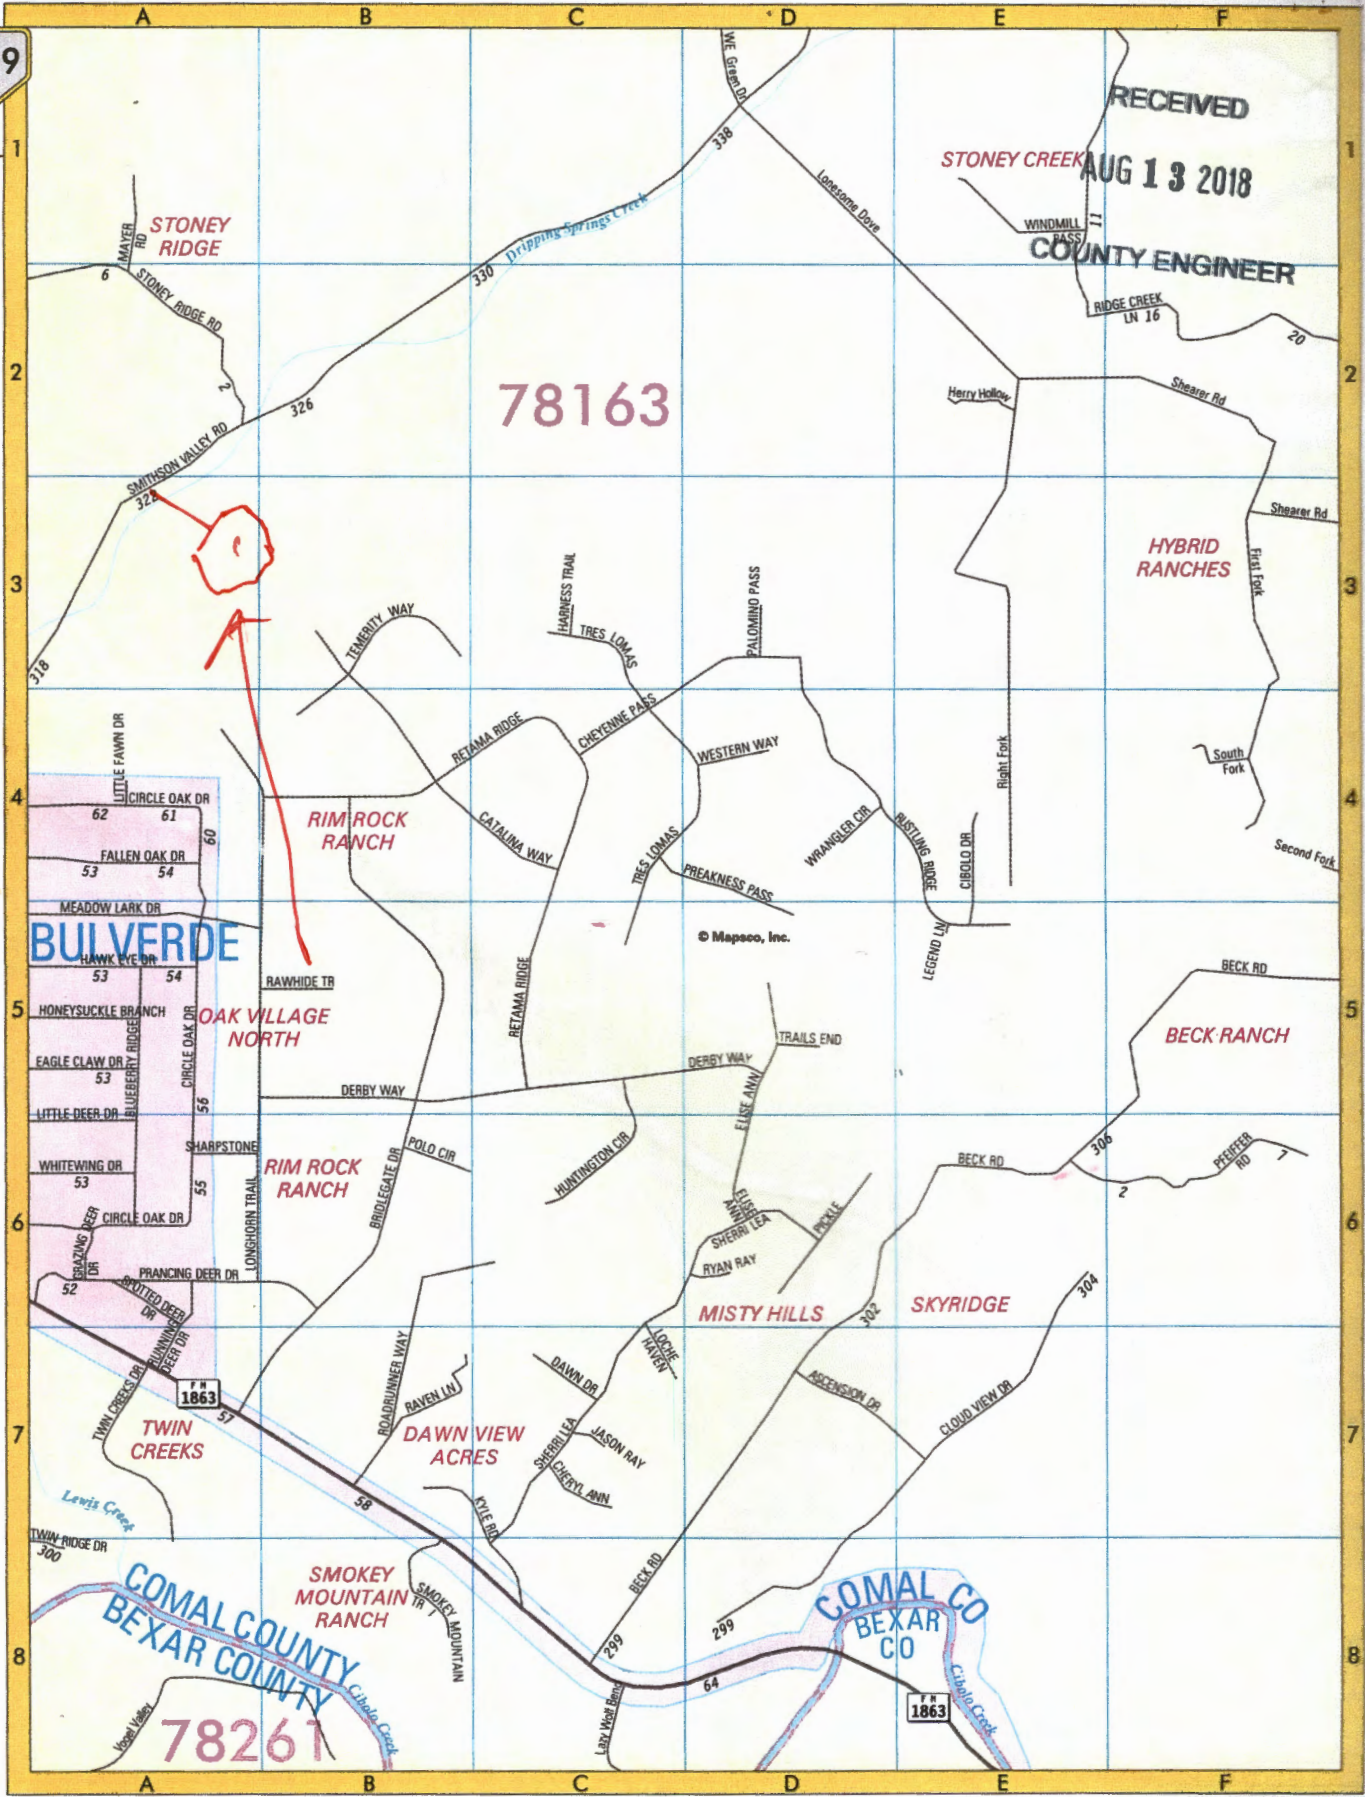 A B C D E F
9
WE Green Dr
RECEIVED
1
338
STONEY CREEK
AUG 13 2018
1
Lonesome Dove
Dripping Springs Creek
STONEY
RIDGE
MAYER
RD
WINDMILL
PASS
11
COUNTY ENGINEER
6
330
STONEY RIDGE RD
RIDGE CREEK
LN 16
20
2
2
326
78163
Herry Hollow
Shearer Rd
2
SMITHSON VALLEY RD
322
Shearer Rd
HYBRID
RANCHES
First Fork
3
HARNESS TRAIL
TRES LOMAS
PALOMINO PASS
3
TEMERITY WAY
318
CHEYENNE PASS
RETAMA RIDGE
LITTLE FAWN DR
WESTERN WAY
Right Fork
South
Fork
4
CIRCLE OAK DR
62 61
60
RIM ROCK
RANCH
CATALINA WAY
WRANGLER CIR
RUSTLING RIDGE
CIBOLO DR
4
FALLEN OAK DR
53 54
TRES LOMAS
PREAKNESS PASS
Second Fork
MEADOW LARK DR
BULVERDE
© Mapsco, Inc.
LEGEND LN
HAWK EYE DR
53 54
RAWHIDE TR
BECK RD
5
HONEYSUCKLE BRANCH
OAK VILLAGE
NORTH
RETAMA RIDGE
TRAILS END
BECK RANCH
5
BLUEBERRY RIDGE
CIRCLE OAK DR
EAGLE CLAW DR
53
DERBY WAY
DERBY WAY
ELISE ANN
LITTLE DEER DR
56
SHARPSTONE
POLO CIR
HUNTINGTON CIR
306
BECK RD
PFEIFFER
RD
7
WHITEWING DR
53
55
RIM ROCK
RANCH
BRIDLEGATE DR
2
6
CIRCLE OAK DR
LONGHORN TRAIL
ELISE
ANN
SHERRI LEA
PICKLE
6
GRAZING DEER
DR
PRANCING DEER DR
RYAN RAY
52
SPOTTED DEER
DR
MISTY HILLS
302
SKYRIDGE
304
RUNNING
DEER DR
ROADRUNNER WAY
LOCHE
HAVEN
TWIN CREEKS DR
FM
1863
57
RAVEN LN
DAWN DR
ASCENSION DR
CLOUD VIEW DR
7
TWIN
CREEKS
DAWN VIEW
ACRES
SHERRI LEA
JASON RAY
CHERYL ANN
7
58
KYLE RD
Lewis Creek
TWIN RIDGE DR
300
SMOKEY
MOUNTAIN
RANCH
SMOKEY MOUNTAIN
TR
1
BECK RD
COMAL COUNTY
BEXAR COUNTY
COMAL CO
BEXAR
CO
299
299
8
64
8
Cibolo Creek
Cibolo Creek
FM
1863
Vogel Valley
78261
Lazy Wolf Bend
A B C D E F